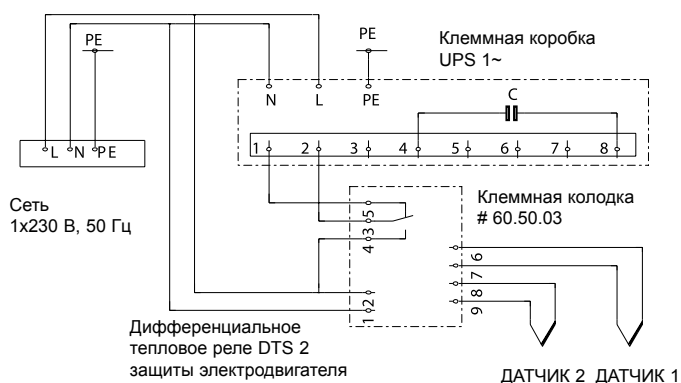 PE
PE
Клеммная коробка
UPS 1~
N L PE
C
L N PE
1 2 3 4 5 6 7 8
Сеть
1x230 В, 50 Гц
Клеммная колодка
# 60.50.03
5
3
4
6
7
2
8
1
9
Дифференциальное
тепловое реле DTS 2
защиты электродвигателя
ДАТЧИК 2 ДАТЧИК 1